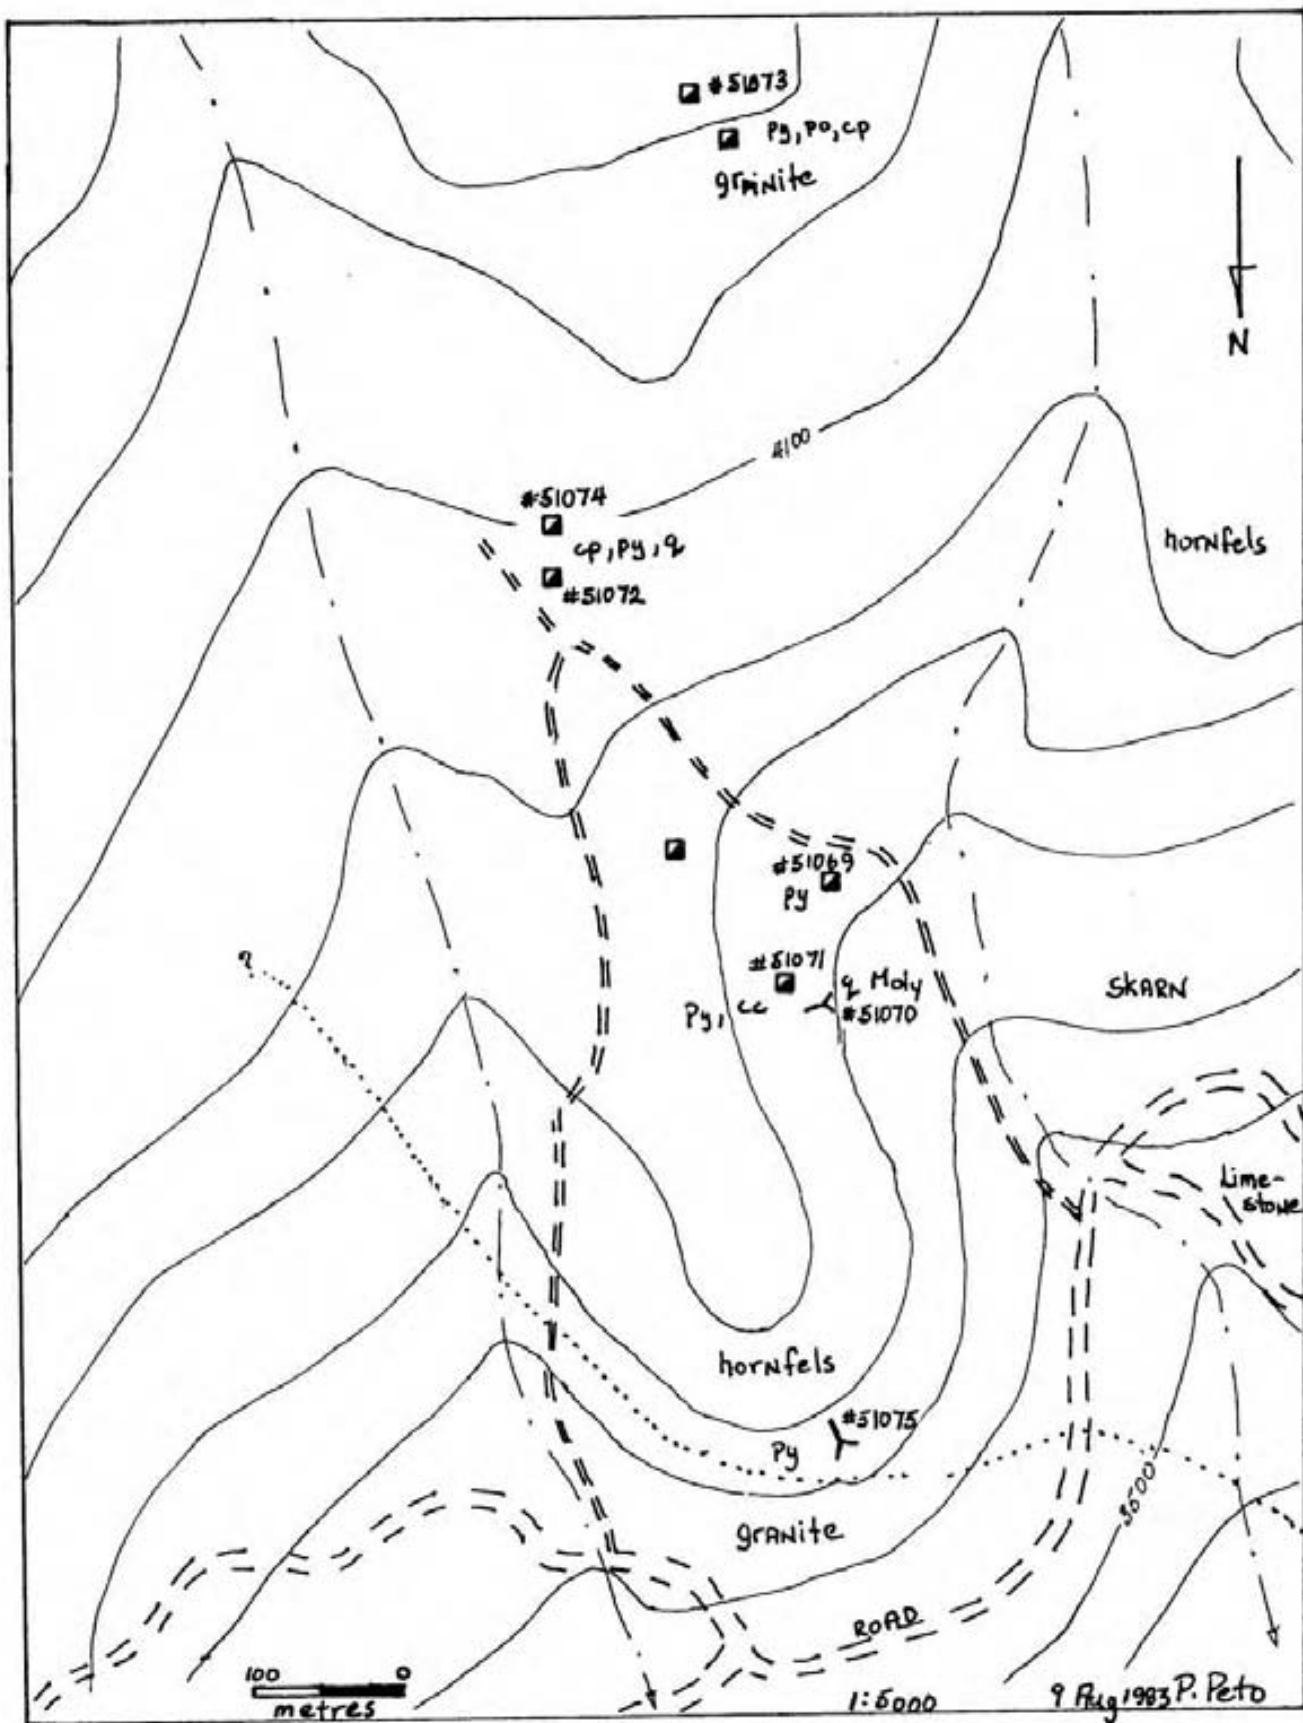 #51073
Py, po, cp
granite
N
4100
#51074
cp, py, q
#51072
hornfels
#51069
Py
#51071
q Moly
Py, cc
#51070
SKARN
q
Lime-
stone
hornfels
#51075
Py
granite
3500
ROAD
100 0
metres
1:5000
9 Aug 1983 P. Peto